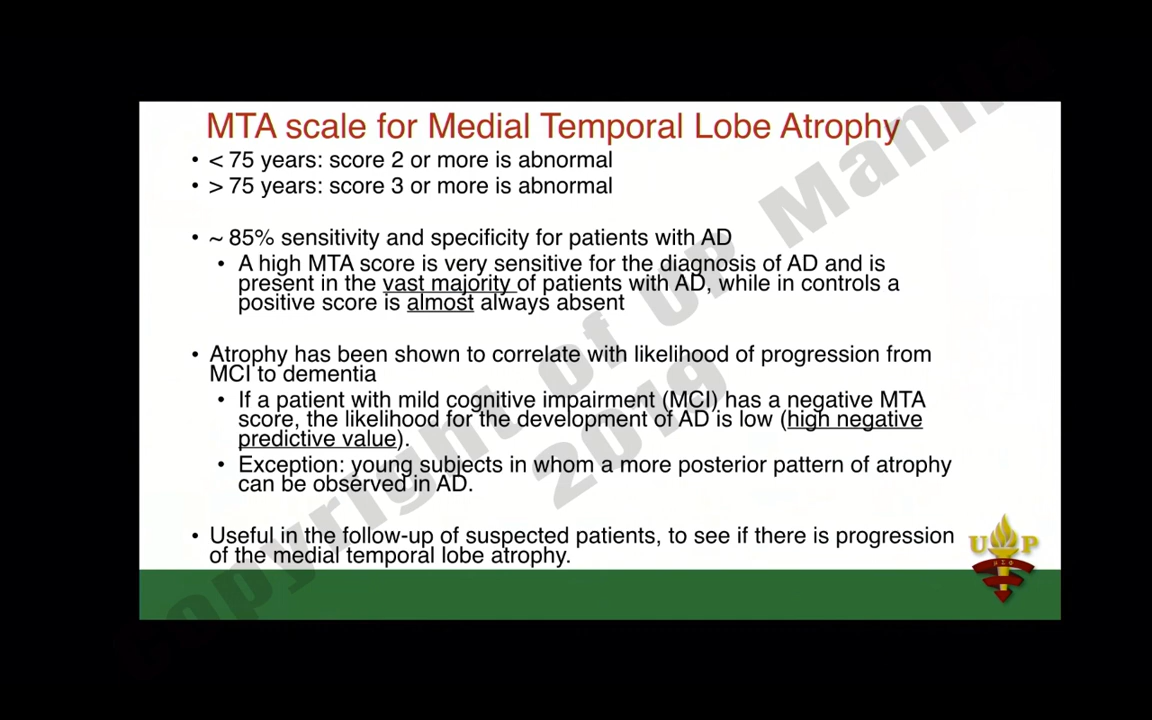 MTA scale for Medial Temporal Lobe Atrophy
• < 75 years: score 2 or more is abnormal
• > 75 years: score 3 or more is abnormal
• ~ 85% sensitivity and specificity for patients with AD
• A high MTA score is very sensitive for the diagnosis of AD and is
present in the vast majority of patients with AD, while in controls a
positive score is almost always absent
• Atrophy has been shown to correlate with likelihood of progression from
MCI to dementia
• If a patient with mild cognitive impairment (MCI) has a negative MTA
score, the likelihood for the development of AD is low (high negative
predictive value).
• Exception: young subjects in whom a more posterior pattern of atrophy
can be observed in AD.
• Useful in the follow-up of suspected patients, to see if there is progression
of the medial temporal lobe atrophy.
Copyright of UP Manila
2019
UP
ΜΣΦ